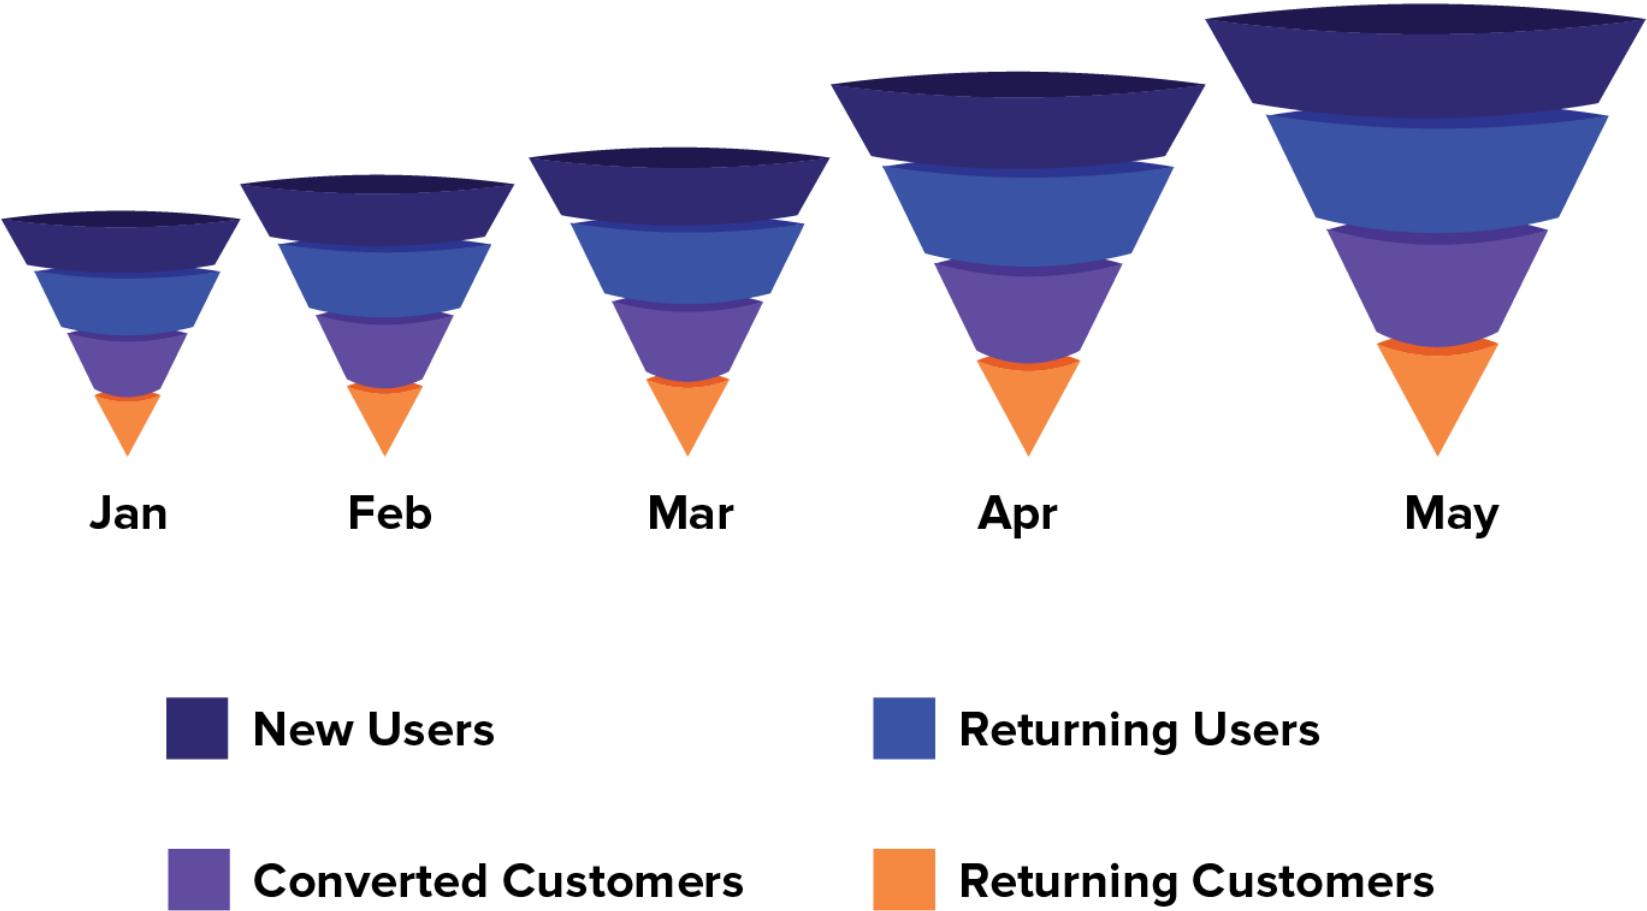 Jan Feb Mar Apr May
New Users
Returning Users
Converted Customers
Returning Customers